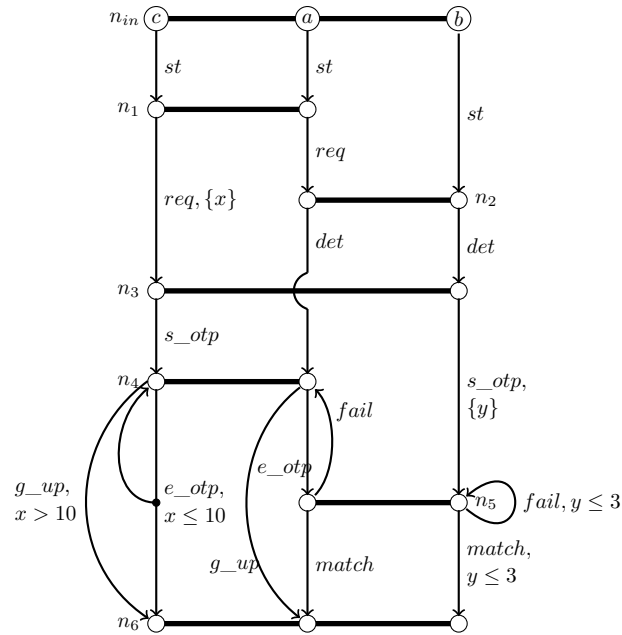 n_in c a b
st st
n_1 st
req
req, {x} n_2
det det
n_3
s_otp
n_4 s_otp,
fail {y}
g_up, e_otp, e_otp n_5 fail, y ≤ 3
x > 10 x ≤ 10
match,
g_up match y ≤ 3
n_6